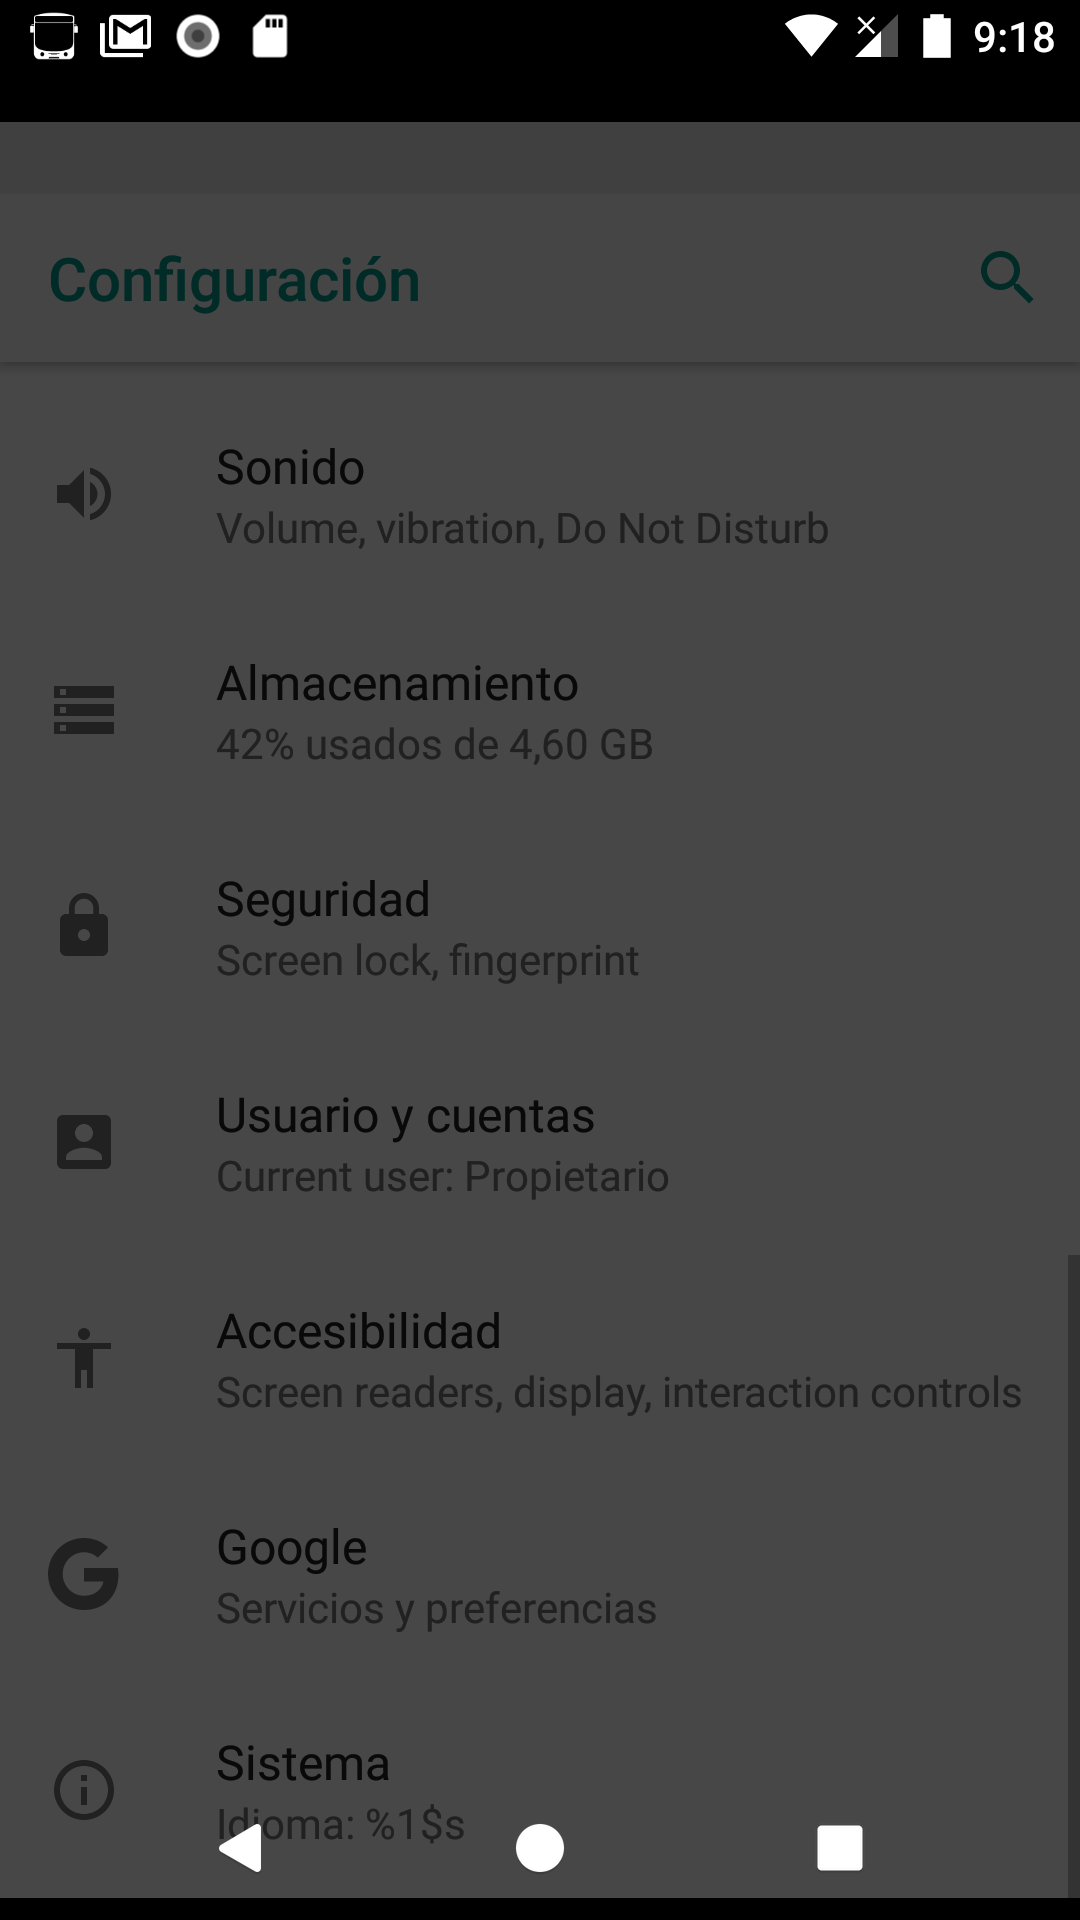 9:18
Configuración
Sonido
Volume, vibration, Do Not Disturb
Almacenamiento
42% usados de 4,60 GB
Seguridad
Screen lock, fingerprint
Usuario y cuentas
Current user: Propietario
Accesibilidad
Screen readers, display, interaction controls
Google
Servicios y preferencias
Sistema
Idioma: %1$s